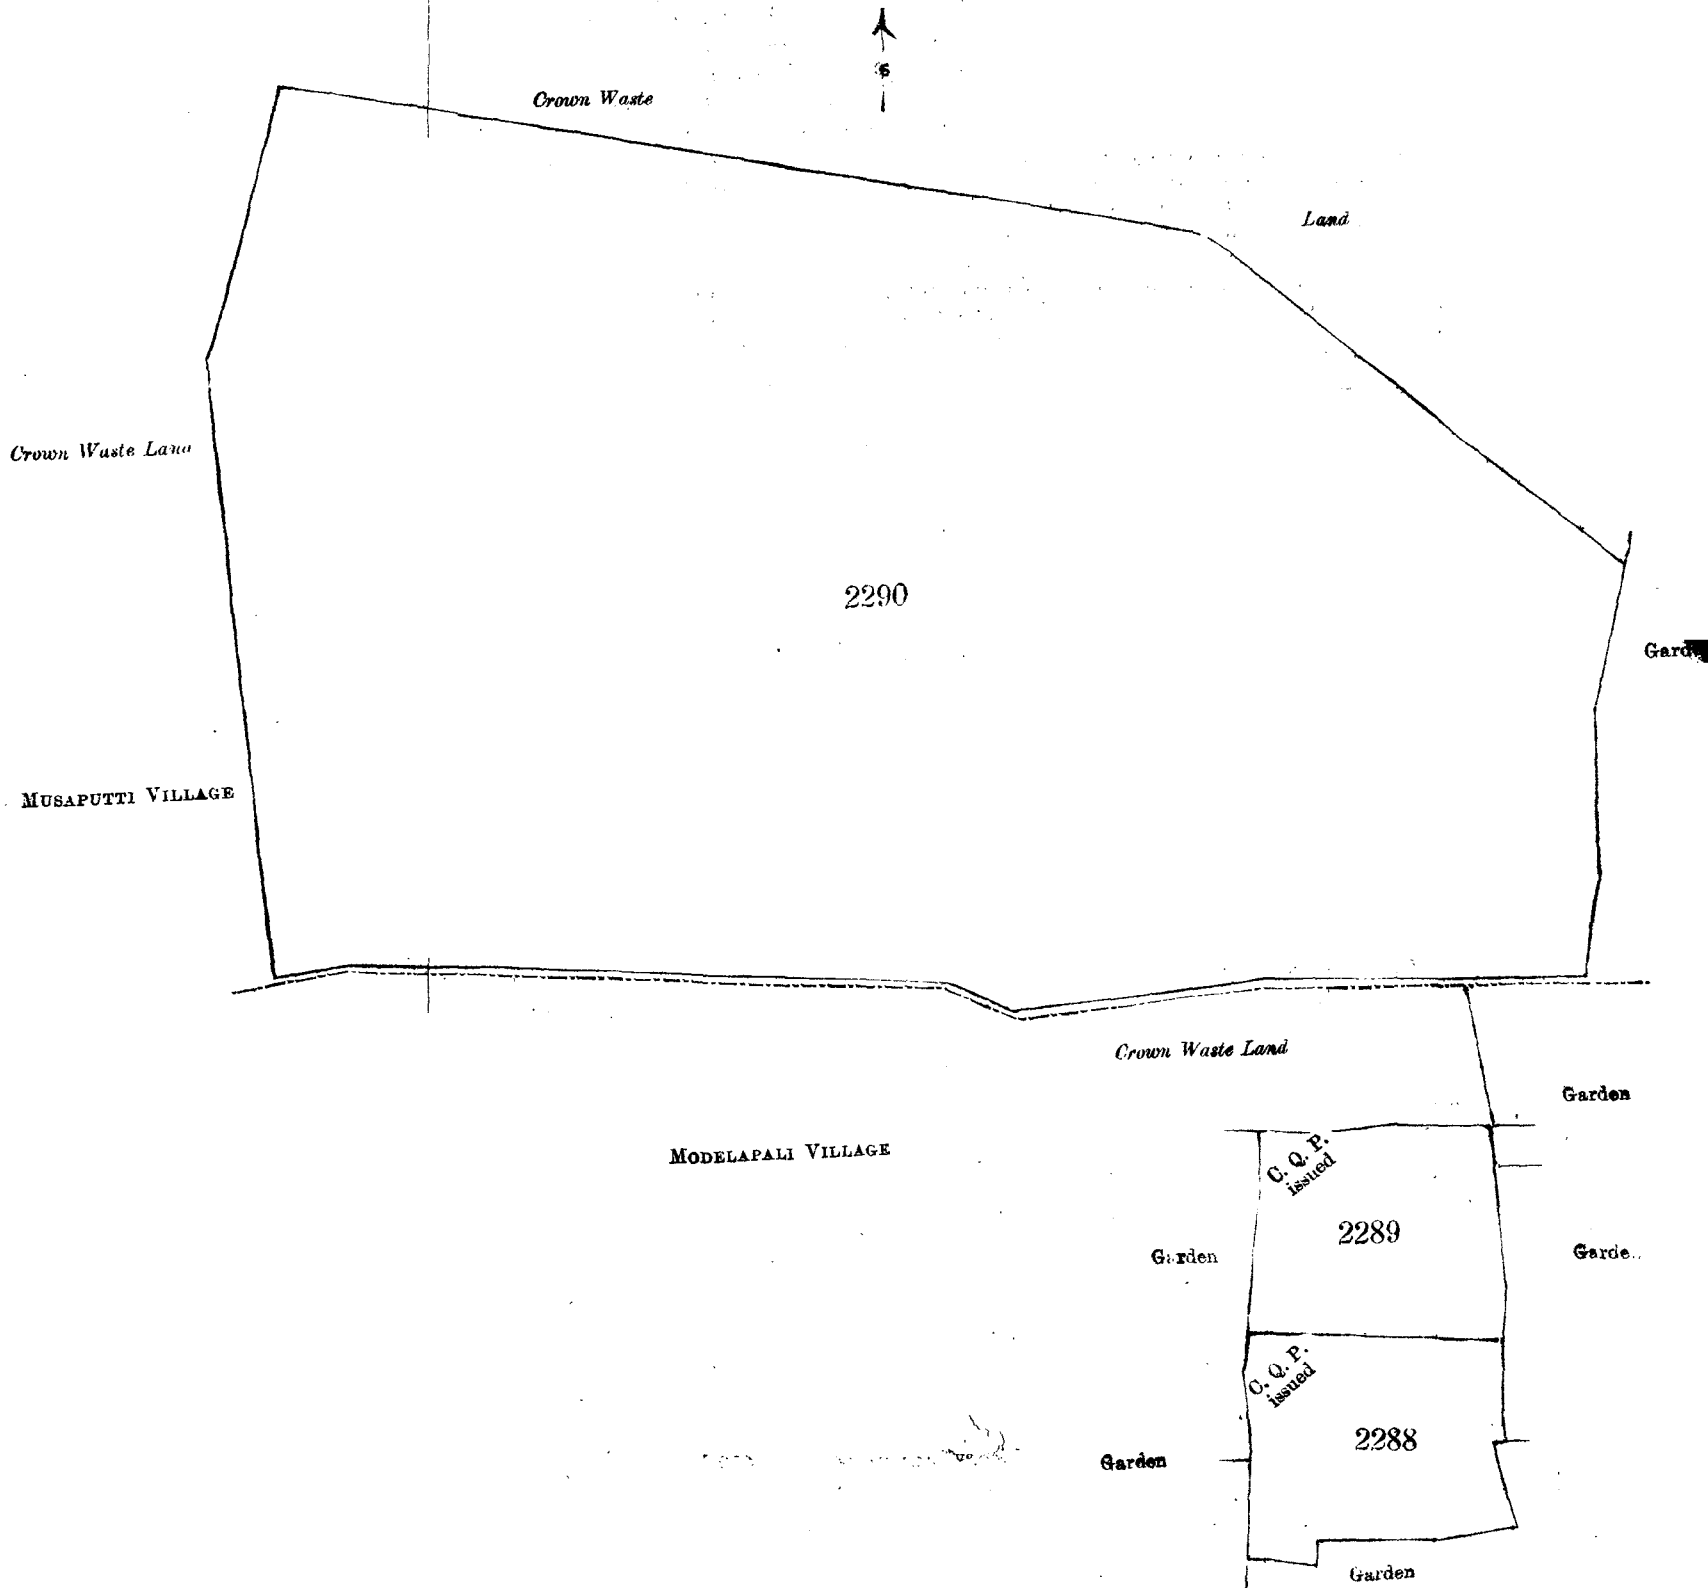 Crown Waste
Land
Crown Waste Land
2290
MUSAPUTTI VILLAGE
Crown Waste Land
Garden
MODELAPALI VILLAGE
C. Q. P.
issued
2289
Garden
Garde..
C. Q. P.
issued
2288
Garden
Garden